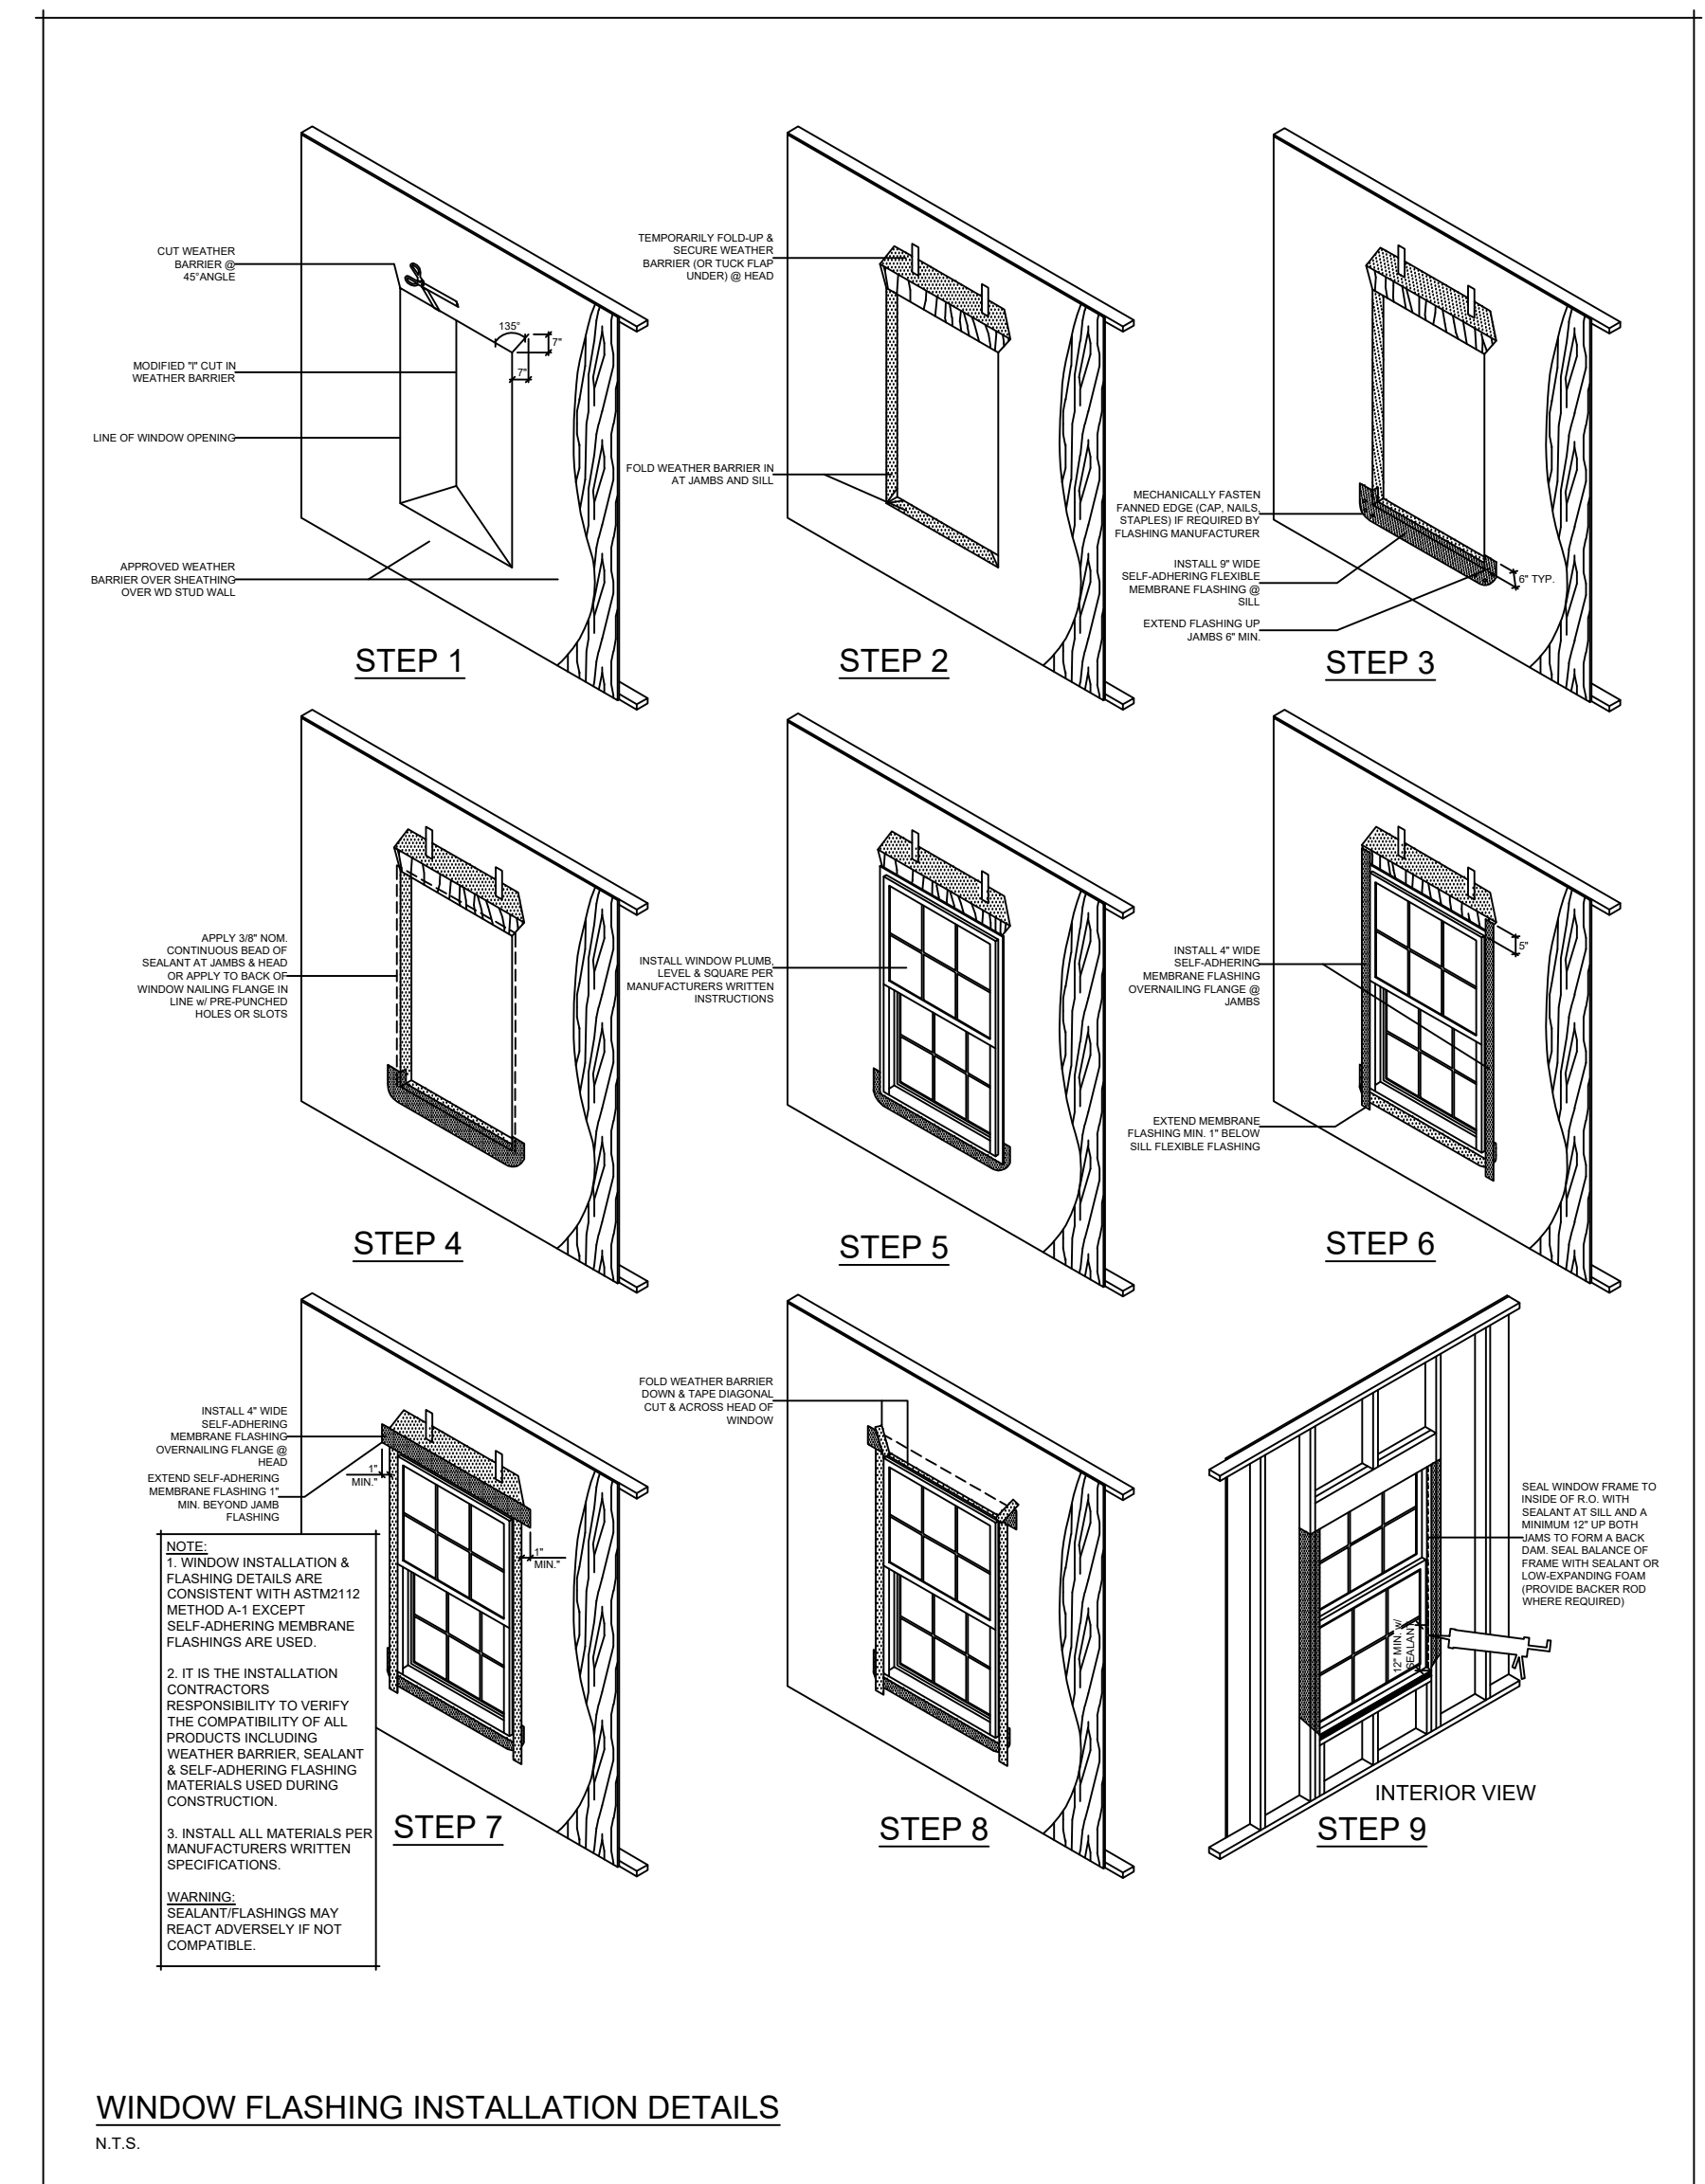 CUT WEATHER
BARRIER @
45°ANGLE
135°
7"
7"
MODIFIED "I" CUT IN
WEATHER BARRIER
LINE OF WINDOW OPENING
APPROVED WEATHER
BARRIER OVER SHEATHING
OVER WD STUD WALL
STEP 1
TEMPORARILY FOLD-UP &
SECURE WEATHER
BARRIER (OR TUCK FLAP
UNDER) @ HEAD
FOLD WEATHER BARRIER IN
AT JAMBS AND SILL
STEP 2
MECHANICALLY FASTEN
FANNED EDGE (CAP, NAILS,
STAPLES) IF REQUIRED BY
FLASHING MANUFACTURER
INSTALL 9" WIDE
SELF-ADHERING FLEXIBLE
MEMBRANE FLASHING @
SILL
EXTEND FLASHING UP
JAMBS 6" MIN.
6" TYP.
STEP 3
APPLY 3/8" NOM.
CONTINUOUS BEAD OF
SEALANT AT JAMBS & HEAD
OR APPLY TO BACK OF
WINDOW NAILING FLANGE IN
LINE w/ PRE-PUNCHED
HOLES OR SLOTS
STEP 4
INSTALL WINDOW PLUMB,
LEVEL & SQUARE PER
MANUFACTURERS WRITTEN
INSTRUCTIONS
STEP 5
INSTALL 4" WIDE
SELF-ADHERING
MEMBRANE FLASHING
OVERNAILING FLANGE @
JAMBS
5"
EXTEND MEMBRANE
FLASHING MIN. 1" BELOW
SILL FLEXIBLE FLASHING
STEP 6
INSTALL 4" WIDE
SELF-ADHERING
MEMBRANE FLASHING
OVERNAILING FLANGE @
HEAD
EXTEND SELF-ADHERING
MEMBRANE FLASHING 1"
MIN. BEYOND JAMB
FLASHING
1"
MIN."
1"
MIN."
STEP 7
NOTE:
1. WINDOW INSTALLATION &
FLASHING DETAILS ARE
CONSISTENT WITH ASTM2112
METHOD A-1 EXCEPT
SELF-ADHERING MEMBRANE
FLASHINGS ARE USED.
2. IT IS THE INSTALLATION
CONTRACTORS
RESPONSIBILITY TO VERIFY
THE COMPATIBILITY OF ALL
PRODUCTS INCLUDING
WEATHER BARRIER, SEALANT
& SELF-ADHERING FLASHING
MATERIALS USED DURING
CONSTRUCTION.
3. INSTALL ALL MATERIALS PER
MANUFACTURERS WRITTEN
SPECIFICATIONS.
WARNING:
SEALANT/FLASHINGS MAY
REACT ADVERSELY IF NOT
COMPATIBLE.
FOLD WEATHER BARRIER
DOWN & TAPE DIAGONAL
CUT & ACROSS HEAD OF
WINDOW
STEP 8
SEAL WINDOW FRAME TO
INSIDE OF R.O. WITH
SEALANT AT SILL AND A
MINIMUM 12" UP BOTH
JAMS TO FORM A BACK
DAM. SEAL BALANCE OF
FRAME WITH SEALANT OR
LOW-EXPANDING FOAM
(PROVIDE BACKER ROD
WHERE REQUIRED)
12" MIN. w/
SEALANT
INTERIOR VIEW
STEP 9
WINDOW FLASHING INSTALLATION DETAILS
N.T.S.